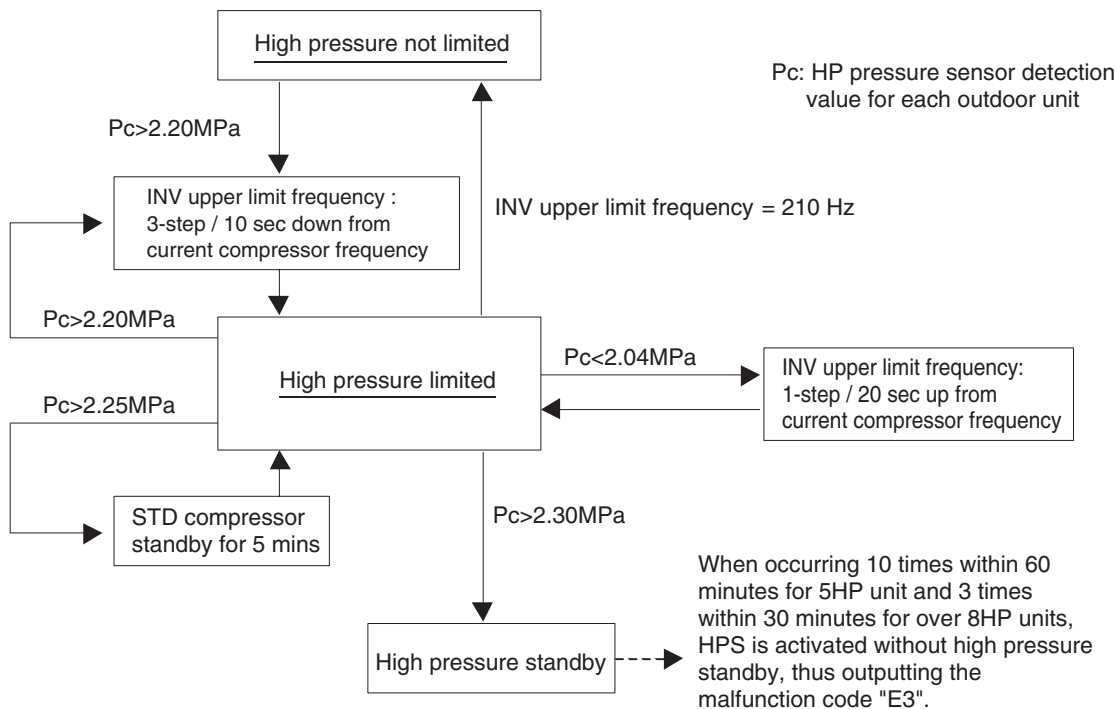 High pressure not limited
Pc: HP pressure sensor detection
value for each outdoor unit
Pc>2.20MPa
INV upper limit frequency :
3-step / 10 sec down from
current compressor frequency
INV upper limit frequency = 210 Hz
Pc>2.20MPa
High pressure limited
Pc<2.04MPa
INV upper limit frequency:
1-step / 20 sec up from
current compressor frequency
Pc>2.25MPa
STD compressor
standby for 5 mins
Pc>2.30MPa
High pressure standby
When occurring 10 times within 60
minutes for 5HP unit and 3 times
within 30 minutes for over 8HP units,
HPS is activated without high pressure
standby, thus outputting the
malfunction code "E3".